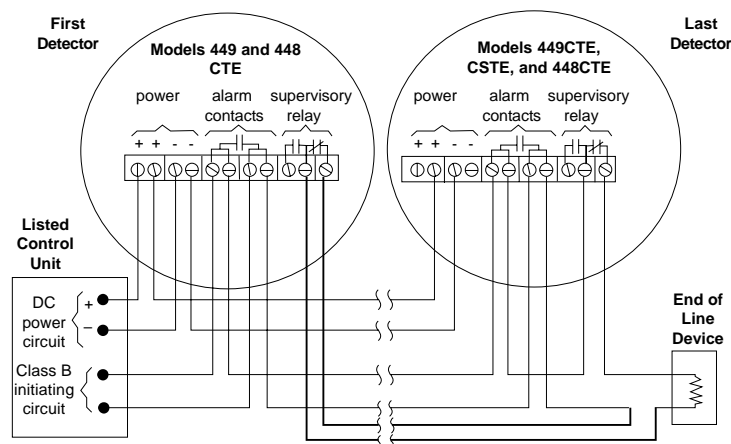 First
Detector
Models 449 and 448
CTE
power
alarm
contacts
supervisory
relay
+ + - -
Models 449CTE,
CSTE, and 448CTE
power
alarm
contacts
supervisory
relay
+ + - -
Last
Detector
Listed
Control
Unit
DC
power
circuit
+
–
Class B
initiating
circuit
End of
Line
Device